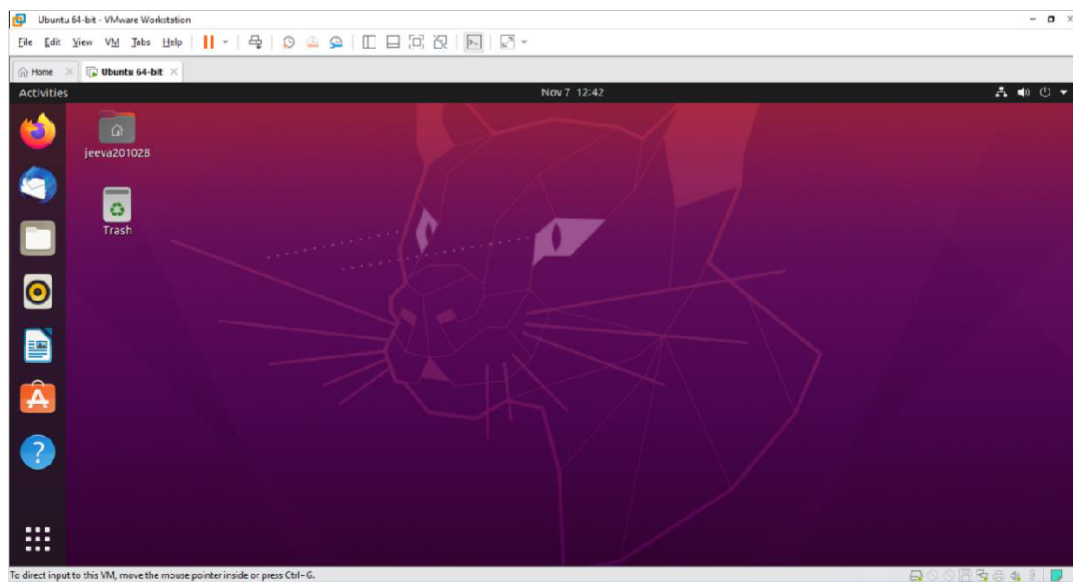 Ubuntu 64-bit - VMware Workstation
File Edit View VM Tabs Help
Home Ubuntu 64-bit
Activities Nov 7 12:42
jeeva201028
Trash
To direct input to this VM, move the mouse pointer inside or press Ctrl+G.